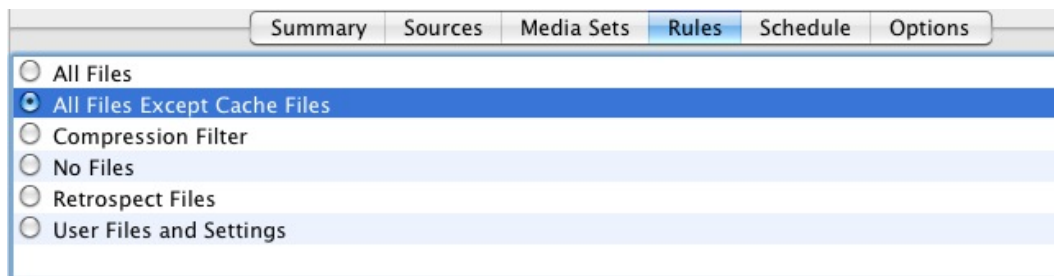 Summary Sources Media Sets Rules Schedule Options
All Files
All Files Except Cache Files
Compression Filter
No Files
Retrospect Files
User Files and Settings